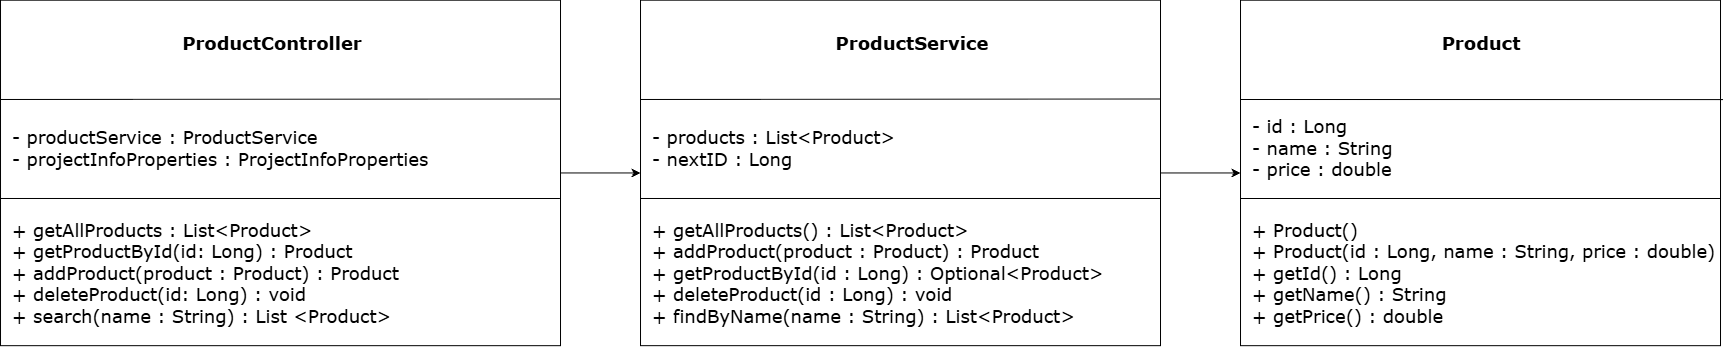 ProductController
- productService : ProductService
- projectInfoProperties : ProjectInfoProperties
+ getAllProducts : List<Product>
+ getProductById(id: Long) : Product
+ addProduct(product : Product) : Product
+ deleteProduct(id: Long) : void
+ search(name : String) : List <Product>
ProductService
- products : List<Product>
- nextID : Long
+ getAllProducts() : List<Product>
+ addProduct(product : Product) : Product
+ getProductById(id : Long) : Optional<Product>
+ deleteProduct(id : Long) : void
+ findByName(name : String) : List<Product>
Product
- id : Long
- name : String
- price : double
+ Product()
+ Product(id : Long, name : String, price : double)
+ getId() : Long
+ getName() : String
+ getPrice() : double